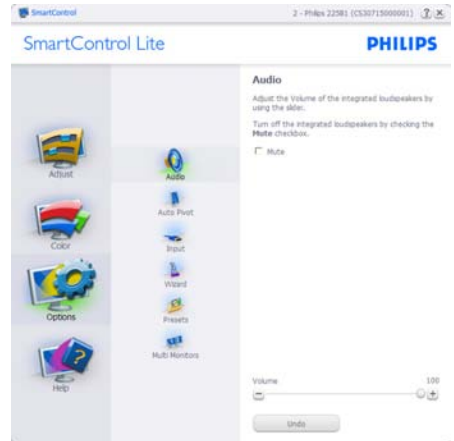 SmartControl
2 - Philips 225B1 (CS30715000001)
?
SmartControl Lite
PHILIPS
Adjust
Color
Options
Help
Audio
Auto Pivot
Input
Wizard
Presets
Multi Monitors
Audio
Adjust the Volume of the integrated loudspeakers by
using the slider.
Turn off the integrated loudspeakers by checking the
Mute checkbox.
Mute
Volume
100
Undo